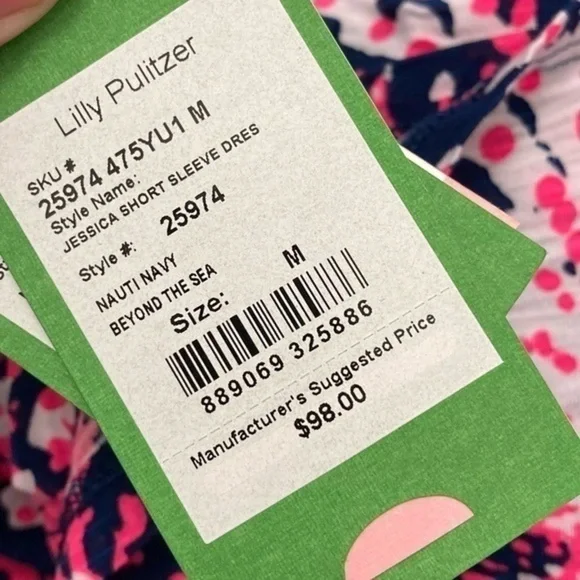 Lilly Pulitzer
SKU #
25974 475YU1 M
Style Name:
JESSICA SHORT SLEEVE DRES
Style #: 25974
NAUTI NAVY
BEYOND THE SEA
Size: M
889069 325886
Manufacturer's Suggested Price
$98.00